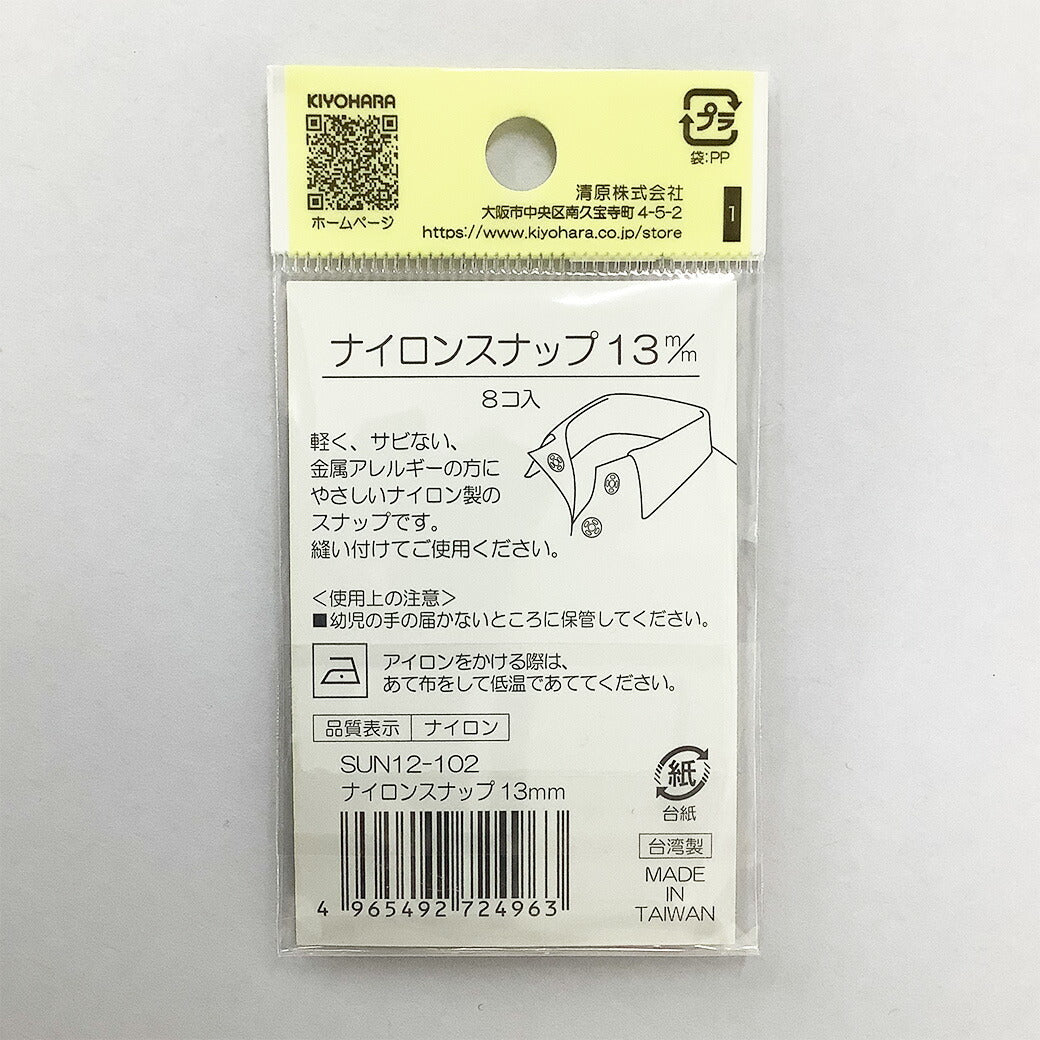 KIYOHARA
ホームページ
プラ
袋:PP
清原株式会社
大阪市中央区南久宝寺町4-5-2
https://www.kiyohara.co.jp/store
1
ナイロンスナップ13m/m
8コ入
軽く、サビない、
金属アレルギーの方に
やさしいナイロン製の
スナップです。
縫い付けてご使用ください。
<使用上の注意>
■幼児の手の届かないところに保管してください。
アイロンをかける際は、
あて布をして低温であててください。
品質表示 ナイロン
SUN12-102
ナイロンスナップ13mm
4 965492 724963
紙
台紙
台湾製
MADE
IN
TAIWAN